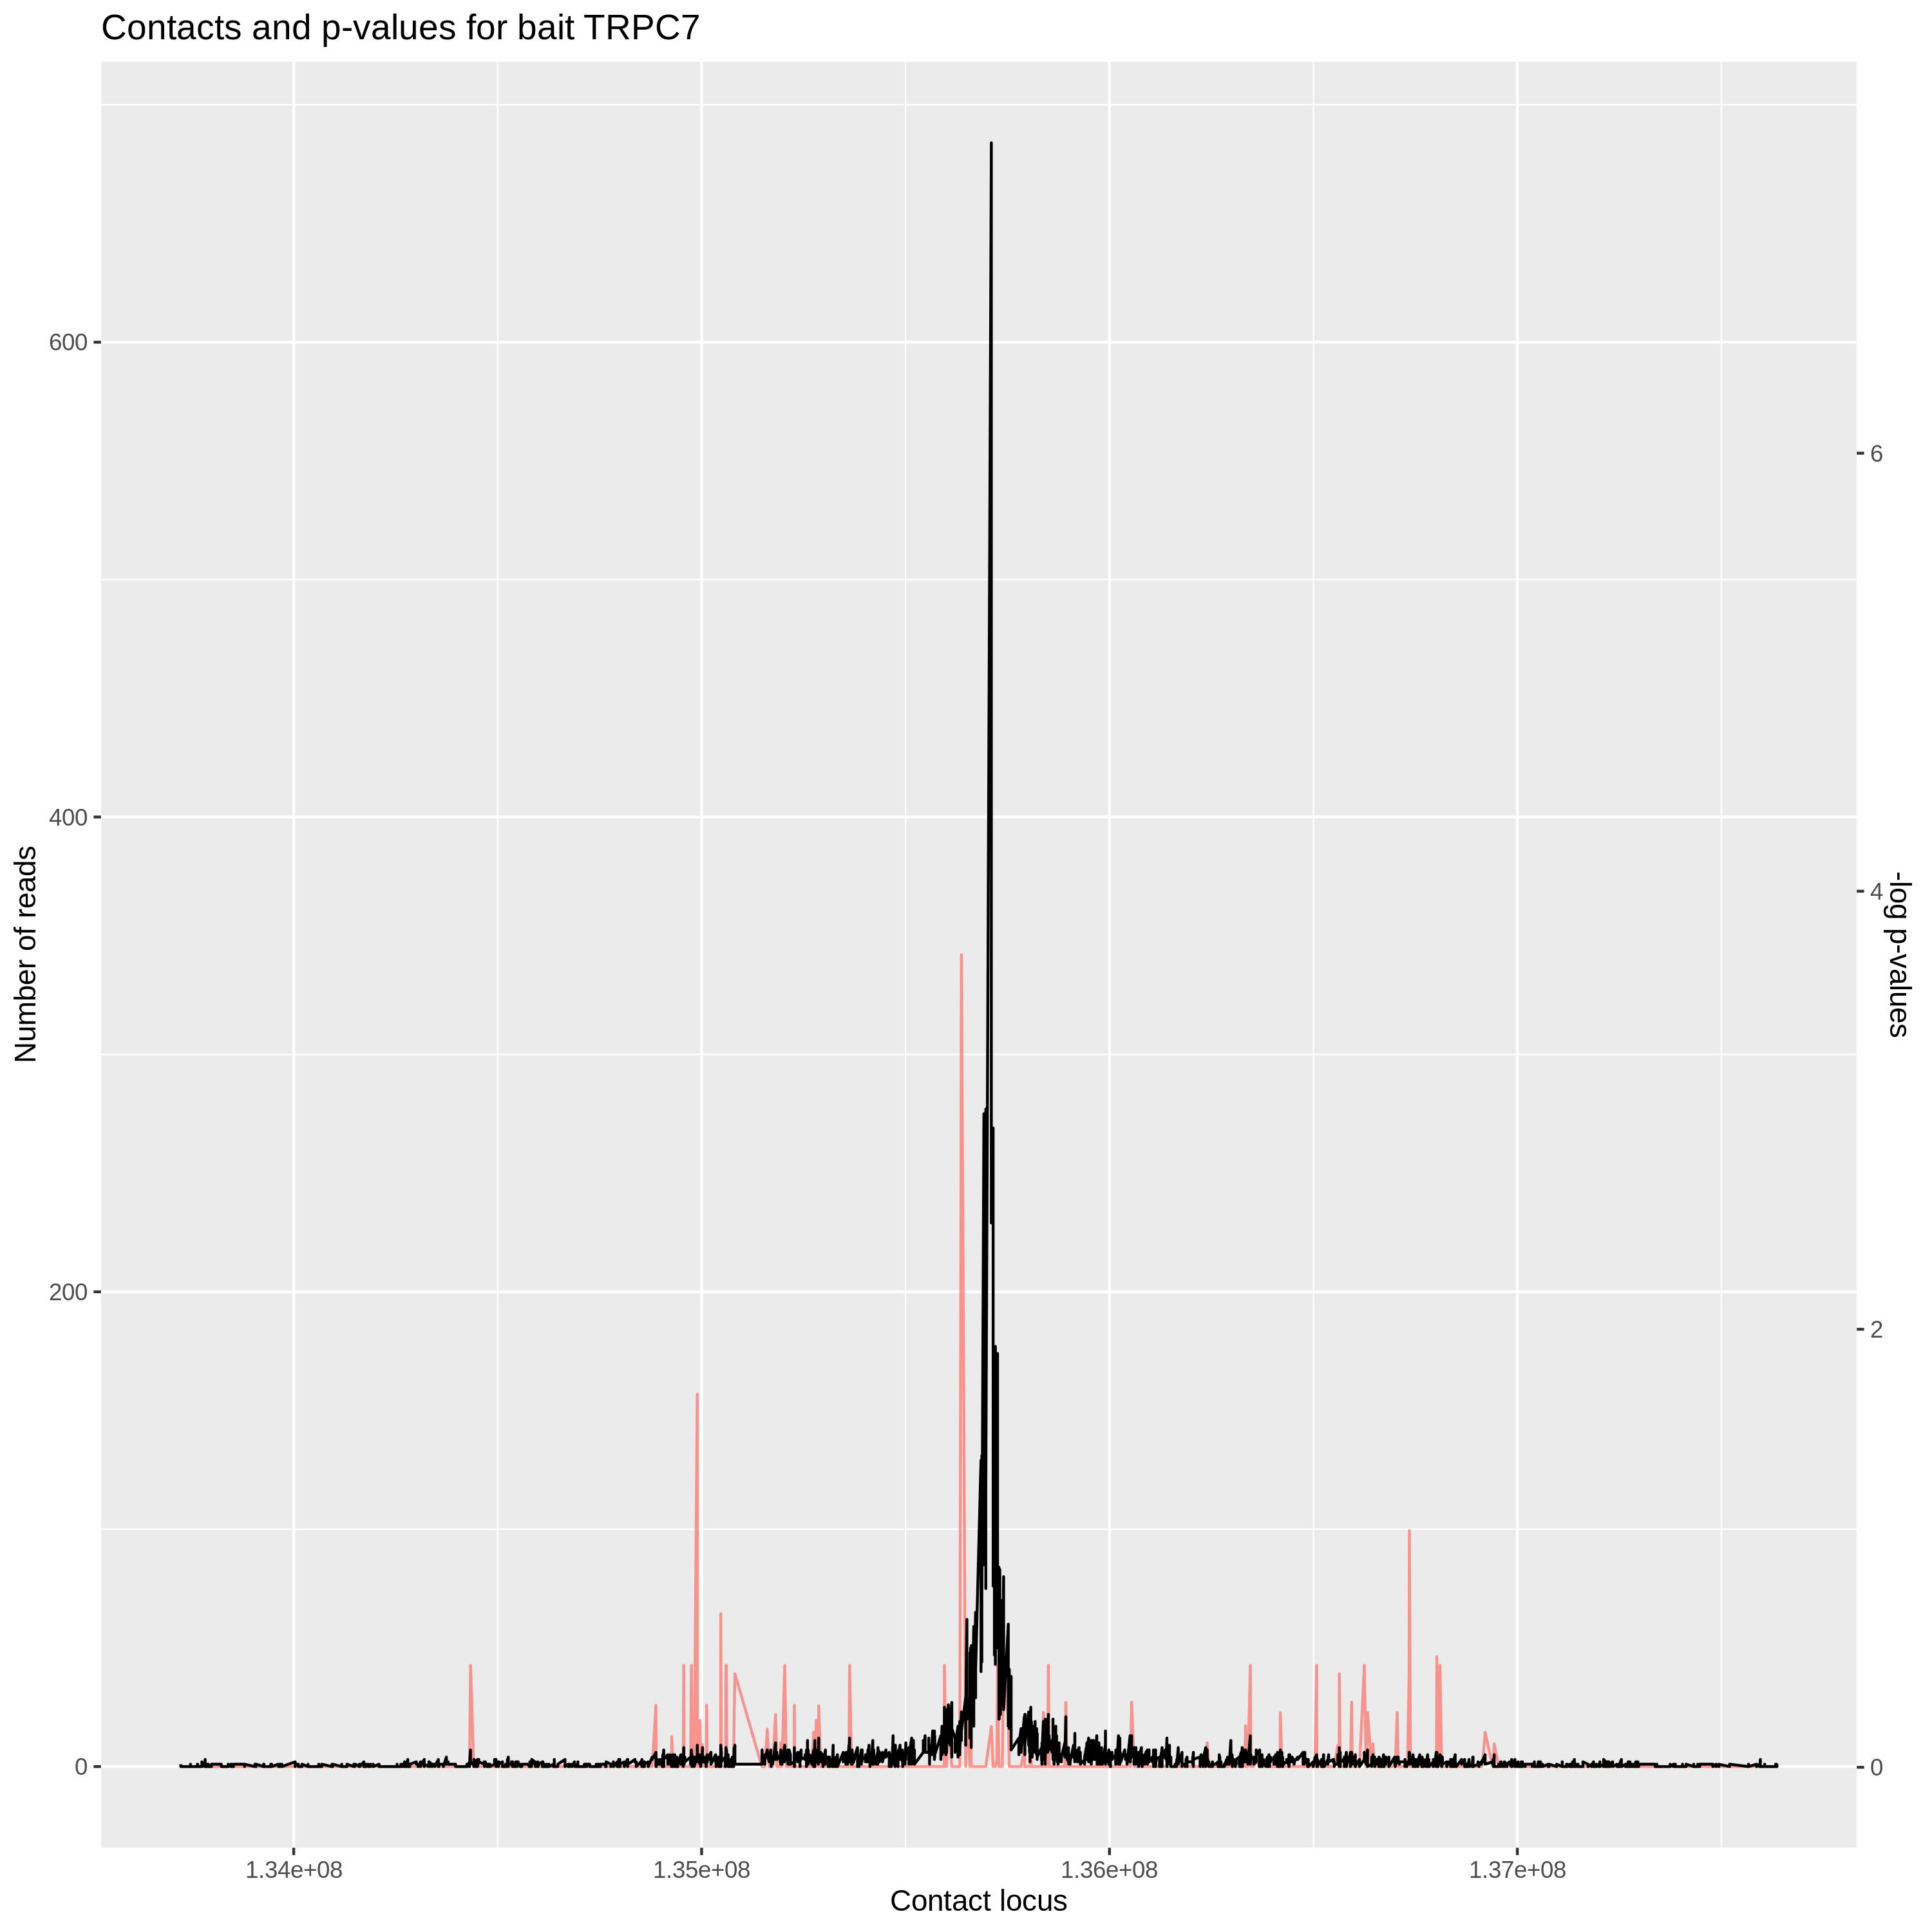 Contacts and p-values for bait TRPC7
600
400
200
0
Number of reads
6
4
2
0
-log p-values
1.34e+08
1.35e+08
1.36e+08
1.37e+08
Contact locus